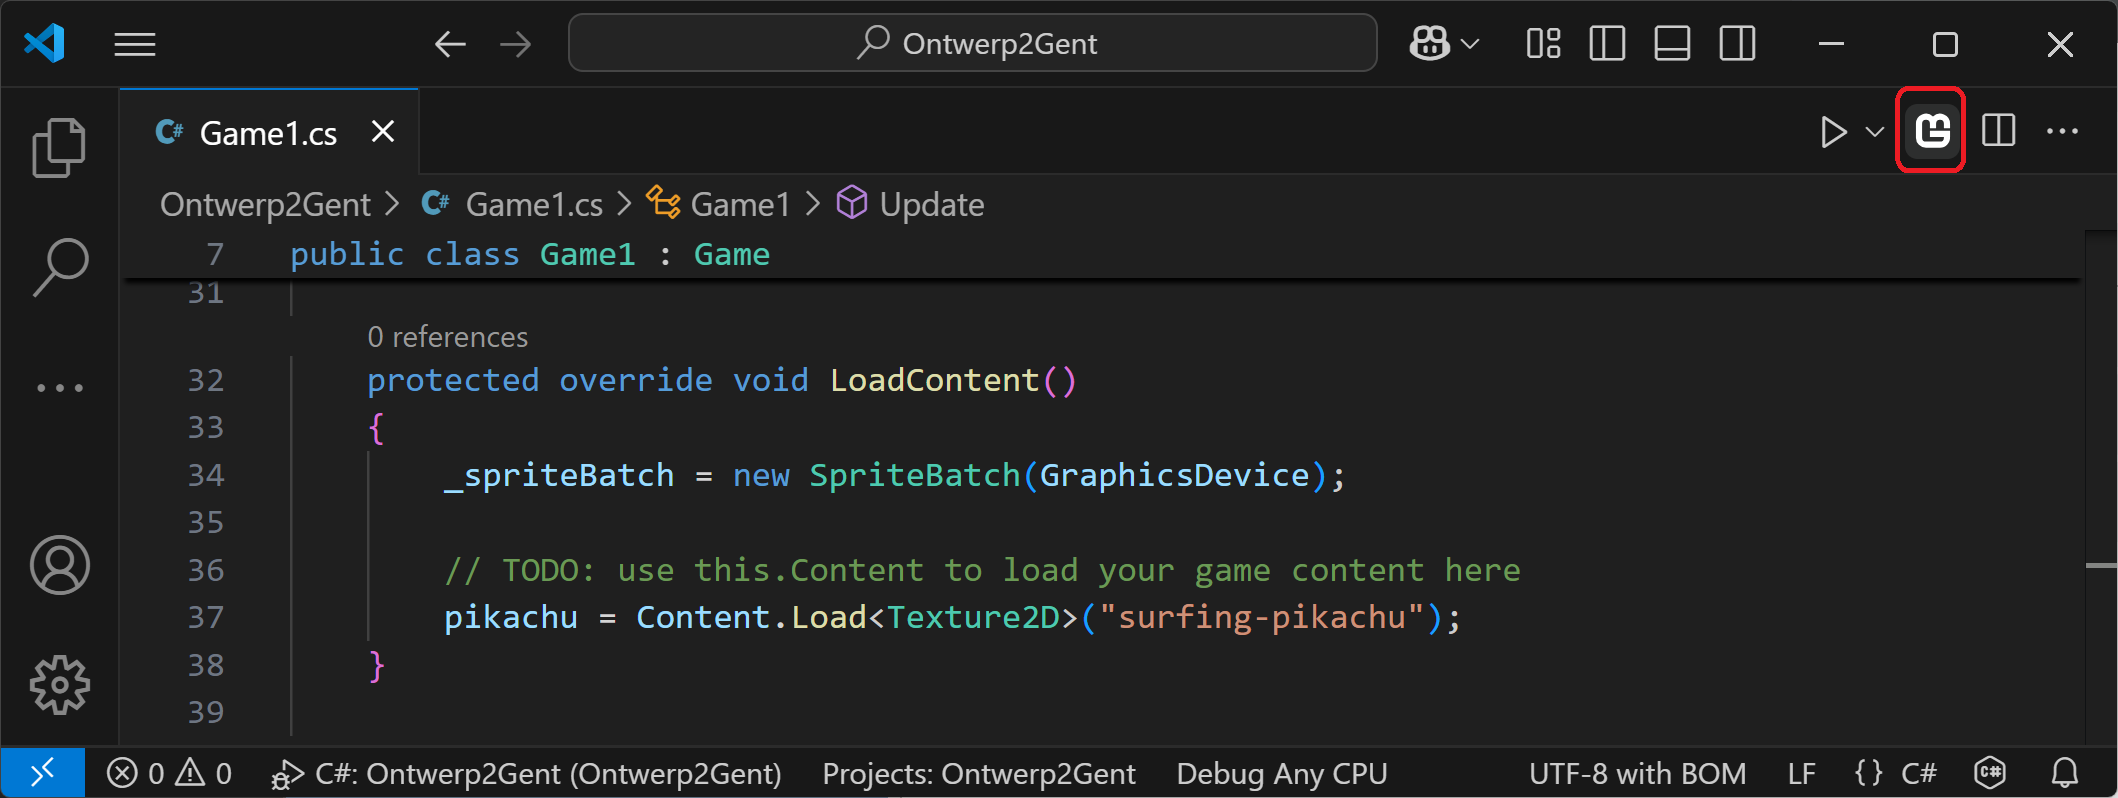 Ontwerp2Gent
C# Game1.cs
Ontwerp2Gent > C# Game1.cs > Game1 > Update
7 public class Game1 : Game
31
0 references
32 protected override void LoadContent()
33 {
34 _spriteBatch = new SpriteBatch(GraphicsDevice);
35
36 // TODO: use this.Content to load your game content here
37 pikachu = Content.Load<Texture2D>("surfing-pikachu");
38 }
39
0 0 C#: Ontwerp2Gent (Ontwerp2Gent) Projects: Ontwerp2Gent Debug Any CPU UTF-8 with BOM LF {} C# C#